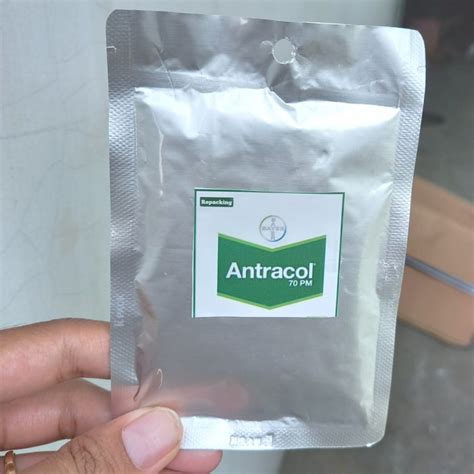 Repacking
BAYER
Antracol
70 PM